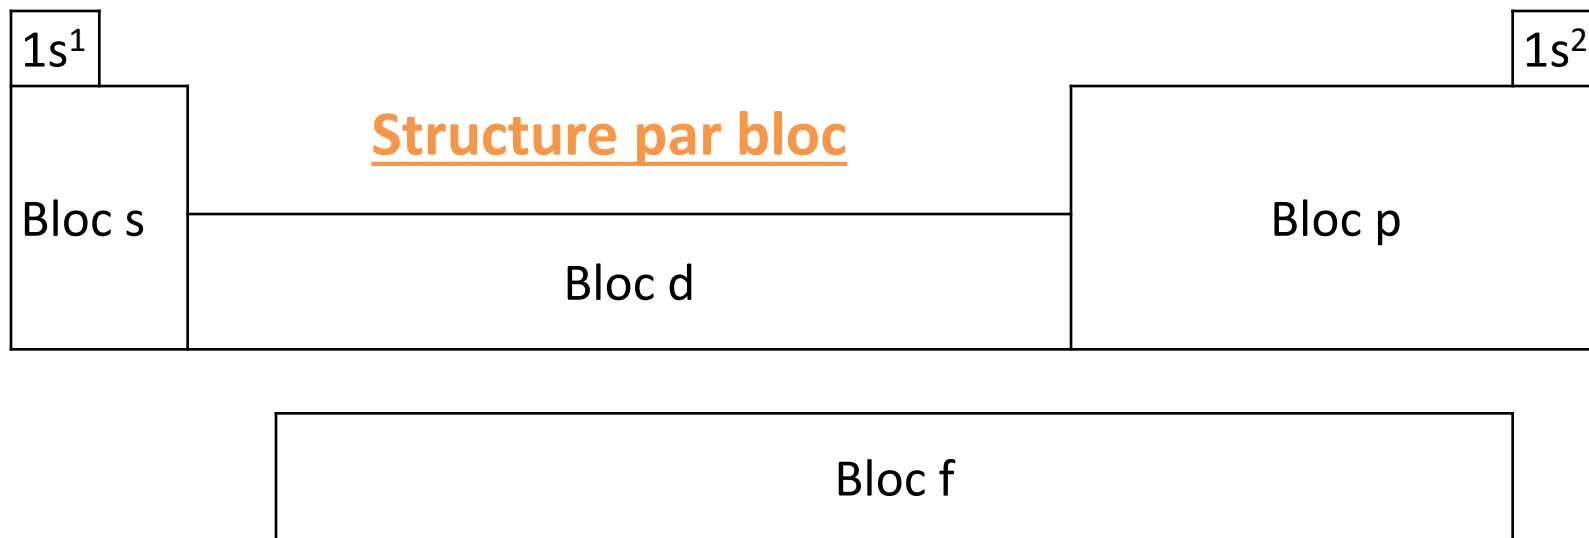 1s¹
1s²
Structure par bloc
Bloc s
Bloc p
Bloc d
Bloc f